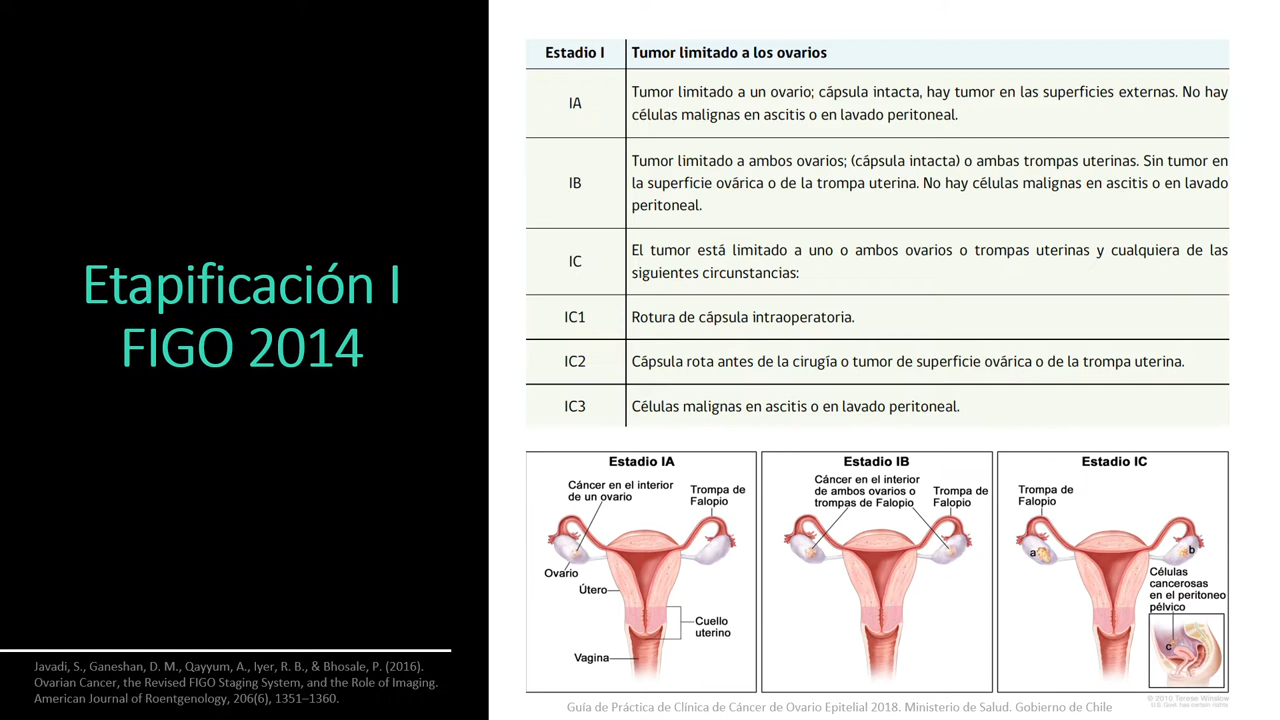 Etapificación I
FIGO 2014
Javadi, S., Ganeshan, D. M., Qayyum, A., Iyer, R. B., & Bhosale, P. (2016).
Ovarian Cancer, the Revised FIGO Staging System, and the Role of Imaging.
American Journal of Roentgenology, 206(6), 1351–1360.
Estadio I
Tumor limitado a los ovarios
IA
Tumor limitado a un ovario; cápsula intacta, hay tumor en las superficies externas. No hay
células malignas en ascitis o en lavado peritoneal.
IB
Tumor limitado a ambos ovarios; (cápsula intacta) o ambas trompas uterinas. Sin tumor en
la superficie ovárica o de la trompa uterina. No hay células malignas en ascitis o en lavado
peritoneal.
IC
El tumor está limitado a uno o ambos ovarios o trompas uterinas y cualquiera de las
siguientes circunstancias:
IC1
Rotura de cápsula intraoperatoria.
IC2
Cápsula rota antes de la cirugía o tumor de superficie ovárica o de la trompa uterina.
IC3
Células malignas en ascitis o en lavado peritoneal.
Estadio IA
Cáncer en el interior
de un ovario
Trompa de
Falopio
Ovario
Útero
Cuello
uterino
Vagina
Estadio IB
Cáncer en el interior
de ambos ovarios o
trompas de Falopio
Trompa de
Falopio
Estadio IC
Trompa de
Falopio
a
b
Células
cancerosas
en el peritoneo
pélvico
c
© 2010 Terese Winslow
U.S. Govt. has certain rights
Guía de Práctica de Clínica de Cáncer de Ovario Epitelial 2018. Ministerio de Salud. Gobierno de Chile